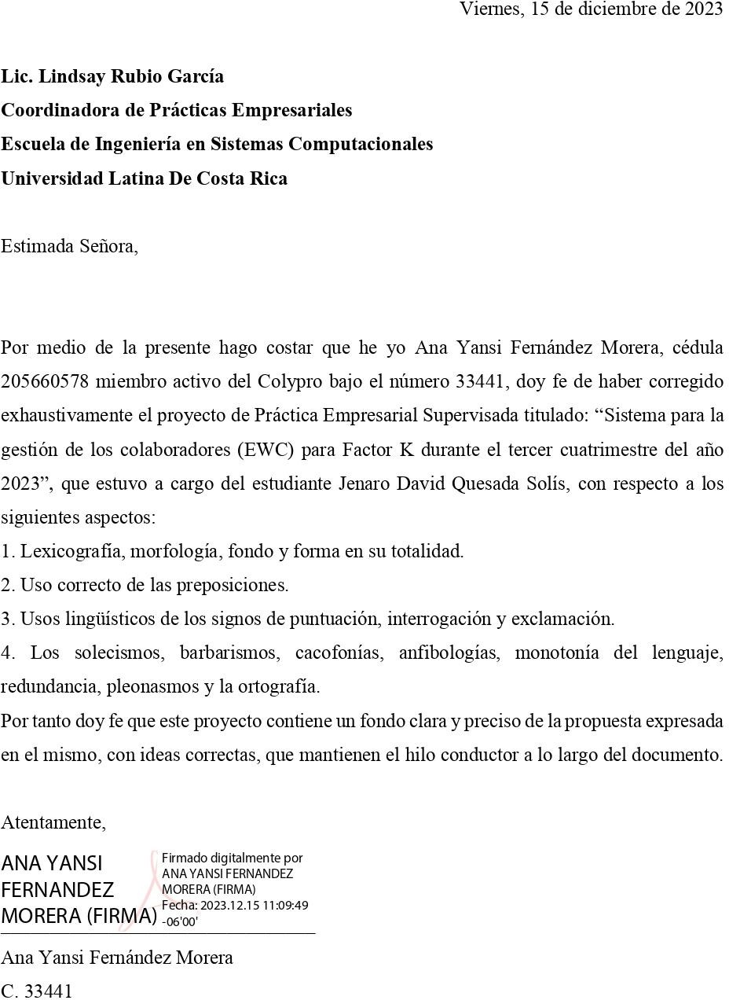 Viernes, 15 de diciembre de 2023
Lic. Lindsay Rubio García
Coordinadora de Prácticas Empresariales
Escuela de Ingeniería en Sistemas Computacionales
Universidad Latina De Costa Rica
Estimada Señora,
Por medio de la presente hago costar que he yo Ana Yansi Fernández Morera, cédula
205660578 miembro activo del Colypro bajo el número 33441, doy fe de haber corregido
exhaustivamente el proyecto de Práctica Empresarial Supervisada titulado: “Sistema para la
gestión de los colaboradores (EWC) para Factor K durante el tercer cuatrimestre del año
2023”, que estuvo a cargo del estudiante Jenaro David Quesada Solís, con respecto a los
siguientes aspectos:
1. Lexicografía, morfología, fondo y forma en su totalidad.
2. Uso correcto de las preposiciones.
3. Usos lingüísticos de los signos de puntuación, interrogación y exclamación.
4. Los solecismos, barbarismos, cacofonías, anfibologías, monotonía del lenguaje,
redundancia, pleonasmos y la ortografía.
Por tanto doy fe que este proyecto contiene un fondo clara y preciso de la propuesta expresada
en el mismo, con ideas correctas, que mantienen el hilo conductor a lo largo del documento.
Atentamente,
ANA YANSI
FERNANDEZ
MORERA (FIRMA)
Firmado digitalmente por
ANA YANSI FERNANDEZ
MORERA (FIRMA)
Fecha: 2023.12.15 11:09:49
-06'00'
Ana Yansi Fernández Morera
C. 33441